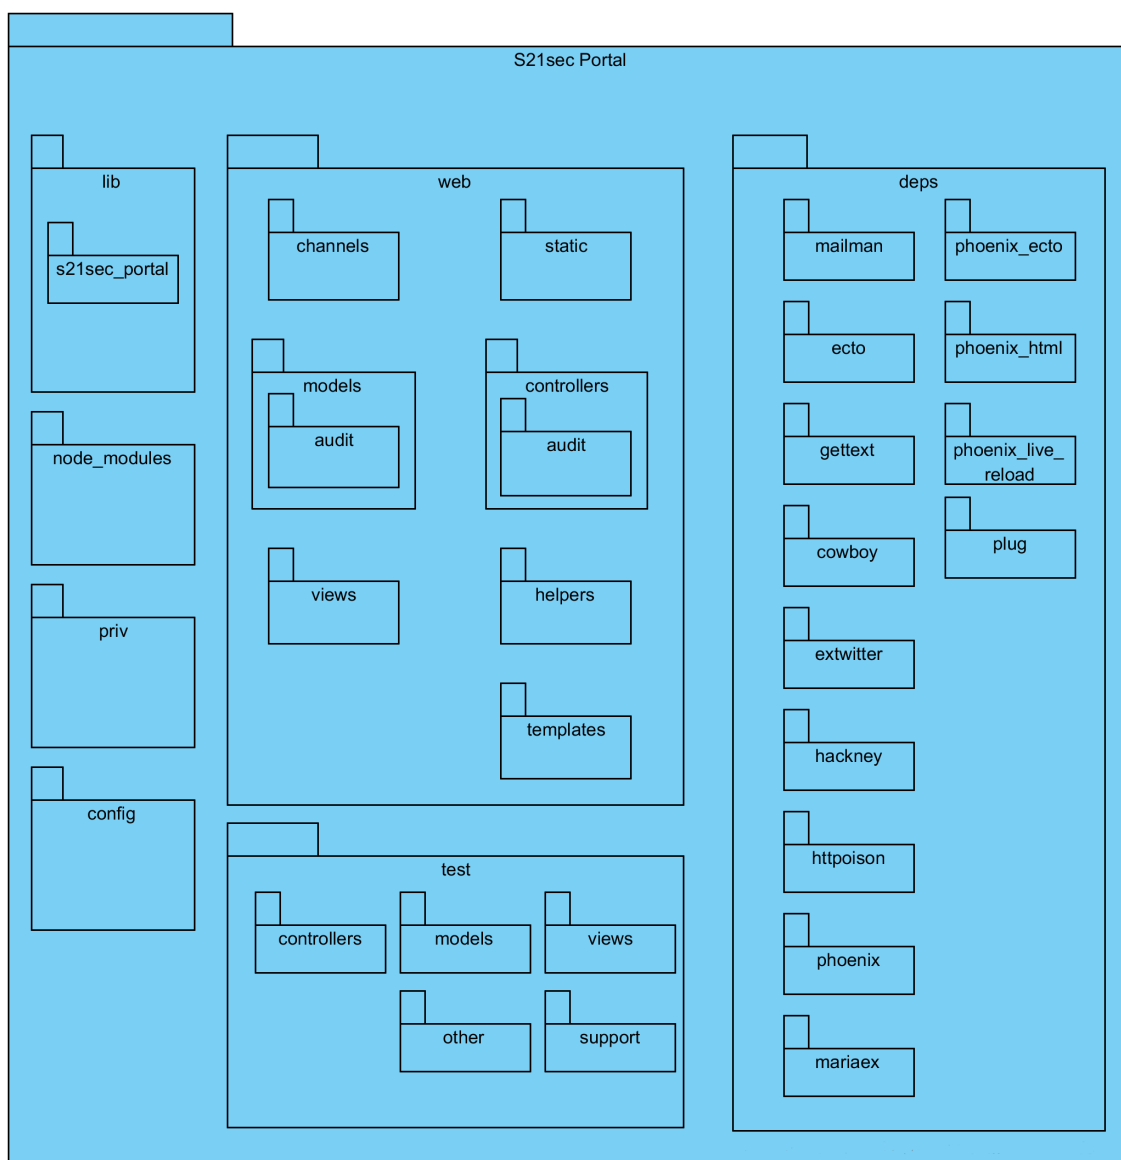 S21sec Portal
lib
s21sec_portal
node_modules
priv
config
web
channels
static
models
audit
controllers
audit
views
helpers
templates
test
controllers
models
views
other
support
deps
mailman
phoenix_ecto
ecto
phoenix_html
gettext
phoenix_live_
reload
cowboy
plug
extwitter
hackney
httpoison
phoenix
mariaex